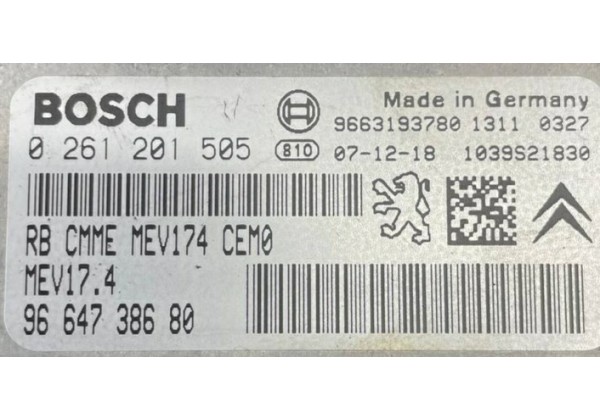 BOSCH
Made in Germany
9663193780 1311 0327
0 261 201 505
810 07-12-18 1039S21830
RB CMME MEV174 CEM0
MEV17.4
96 647 386 80